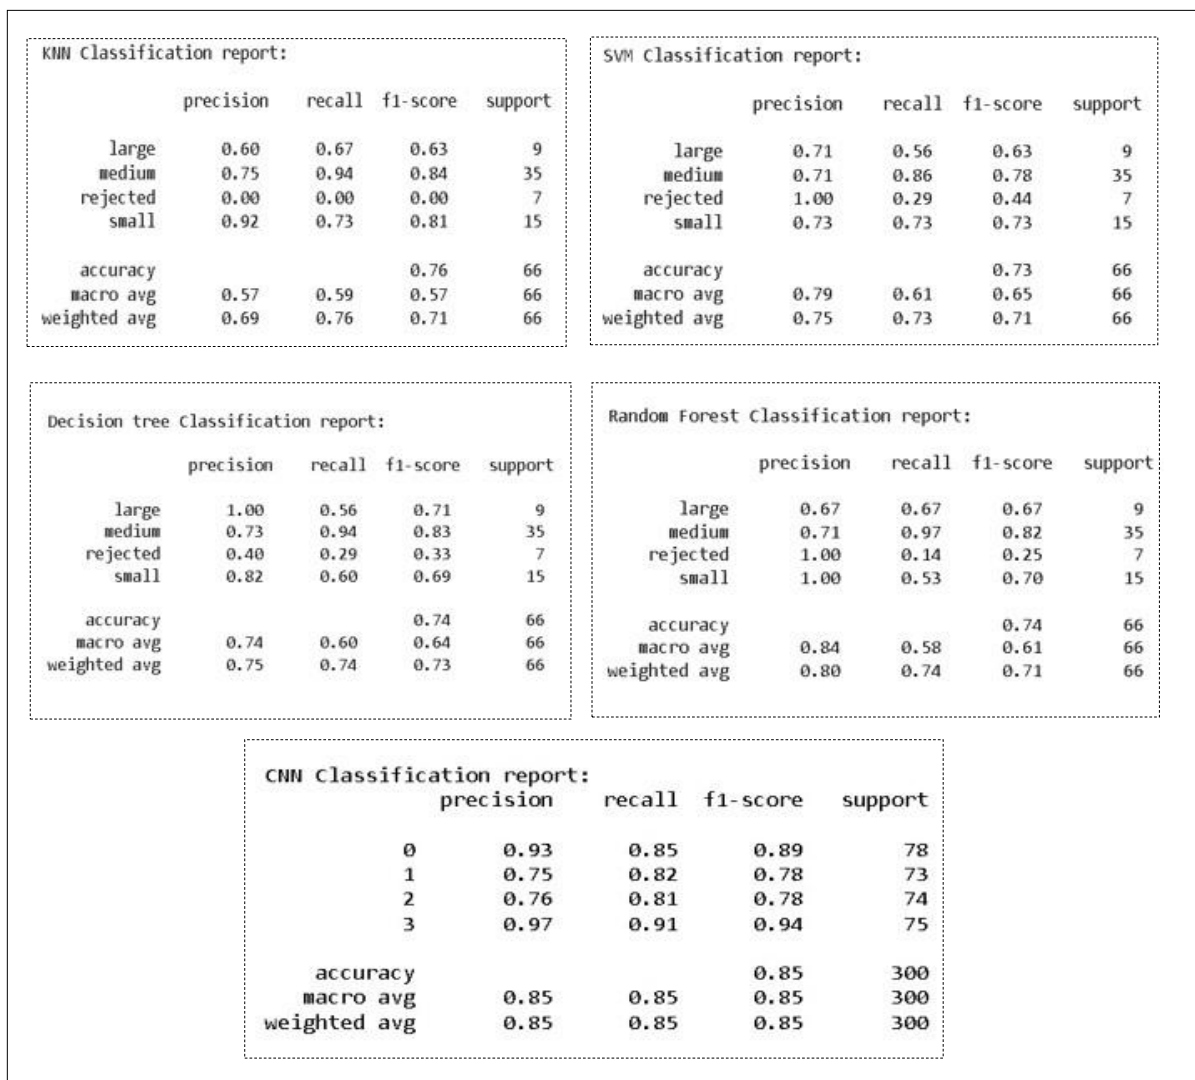 KNN Classification report:
precision recall f1-score support
large 0.60 0.67 0.63 9
medium 0.75 0.94 0.84 35
rejected 0.00 0.00 0.00 7
small 0.92 0.73 0.81 15
accuracy 0.76 66
macro avg 0.57 0.59 0.57 66
weighted avg 0.69 0.76 0.71 66
SVM Classification report:
precision recall f1-score support
large 0.71 0.56 0.63 9
medium 0.71 0.86 0.78 35
rejected 1.00 0.29 0.44 7
small 0.73 0.73 0.73 15
accuracy 0.73 66
macro avg 0.79 0.61 0.65 66
weighted avg 0.75 0.73 0.71 66
Decision tree Classification report:
precision recall f1-score support
large 1.00 0.56 0.71 9
medium 0.73 0.94 0.83 35
rejected 0.40 0.29 0.33 7
small 0.82 0.60 0.69 15
accuracy 0.74 66
macro avg 0.74 0.60 0.64 66
weighted avg 0.75 0.74 0.73 66
Random Forest Classification report:
precision recall f1-score support
large 0.67 0.67 0.67 9
medium 0.71 0.97 0.82 35
rejected 1.00 0.14 0.25 7
small 1.00 0.53 0.70 15
accuracy 0.74 66
macro avg 0.84 0.58 0.61 66
weighted avg 0.80 0.74 0.71 66
CNN Classification report:
precision recall f1-score support
0 0.93 0.85 0.89 78
1 0.75 0.82 0.78 73
2 0.76 0.81 0.78 74
3 0.97 0.91 0.94 75
accuracy 0.85 300
macro avg 0.85 0.85 0.85 300
weighted avg 0.85 0.85 0.85 300